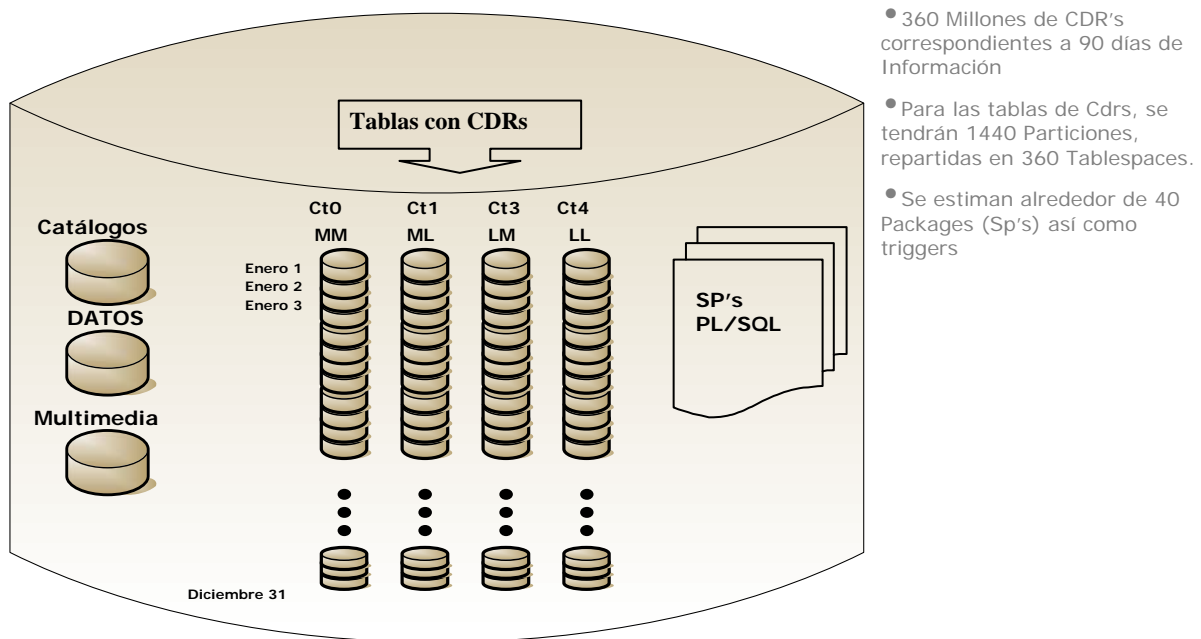 Tablas con CDRs
Catálogos
DATOS
Multimedia
Ct0 Ct1 Ct3 Ct4
MM ML LM LL
Enero 1
Enero 2
Enero 3
Diciembre 31
SP's
PL/SQL
• 360 Millones de CDR's
correspondientes a 90 días de
Información
• Para las tablas de Cdrs, se
tendrán 1440 Particiones,
repartidas en 360 Tablespaces.
• Se estiman alrededor de 40
Packages (Sp's) así como
triggers